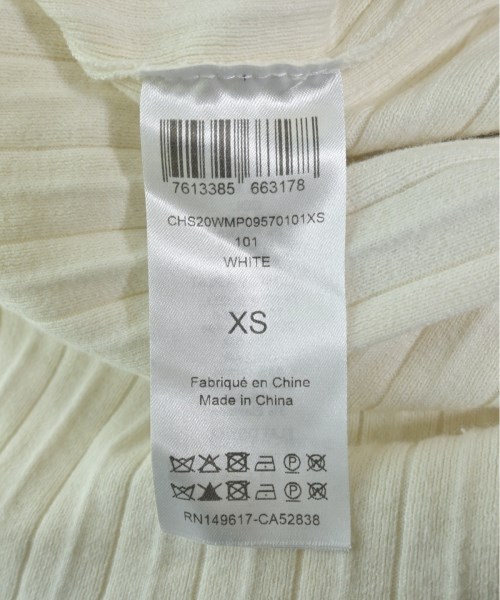 7613385 663178
CHS20WMP09570101XS
101
WHITE
XS
Fabriqué en Chine
Made in China
RN149617-CA52838